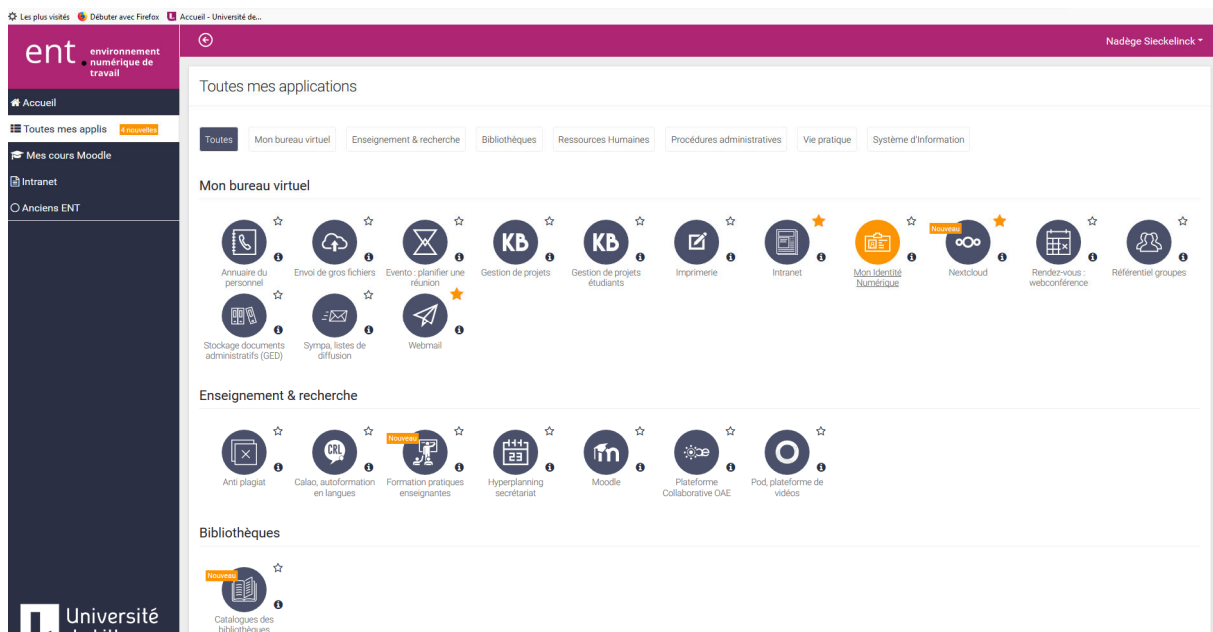 Les plus visités Débuter avec Firefox Accueil - Université de...
ent. environnement
numérique de
travail
Nadège Sieckelinck
Accueil
Toutes mes applis 4 nouvelles
Mes cours Moodle
Intranet
Anciens ENT
Toutes mes applications
Toutes Mon bureau virtuel Enseignement & recherche Bibliothèques Ressources Humaines Procédures administratives Vie pratique Système d'Information
Mon bureau virtuel
KB KB Nouveau
Annuaire du Envoi de gros fichiers Evento : planifier une Gestion de projets Gestion de projets Imprimerie Intranet Mon Identité Nextcloud Rendez-vous : Référentiel groupes
personnel réunion étudiants Numérique webconférence
Stockage documents Sympa, listes de Webmail
administratifs (GED) diffusion
Enseignement & recherche
CRL Nouveau 23
Anti plagiat Calao, autoformation Formation pratiques Hyperplanning Moodle Plateforme Pod, plateforme de
en langues enseignantes secrétariat Collaborative OAE vidéos
Bibliothèques
Nouveau
Catalogues des
bibliothèques
Université